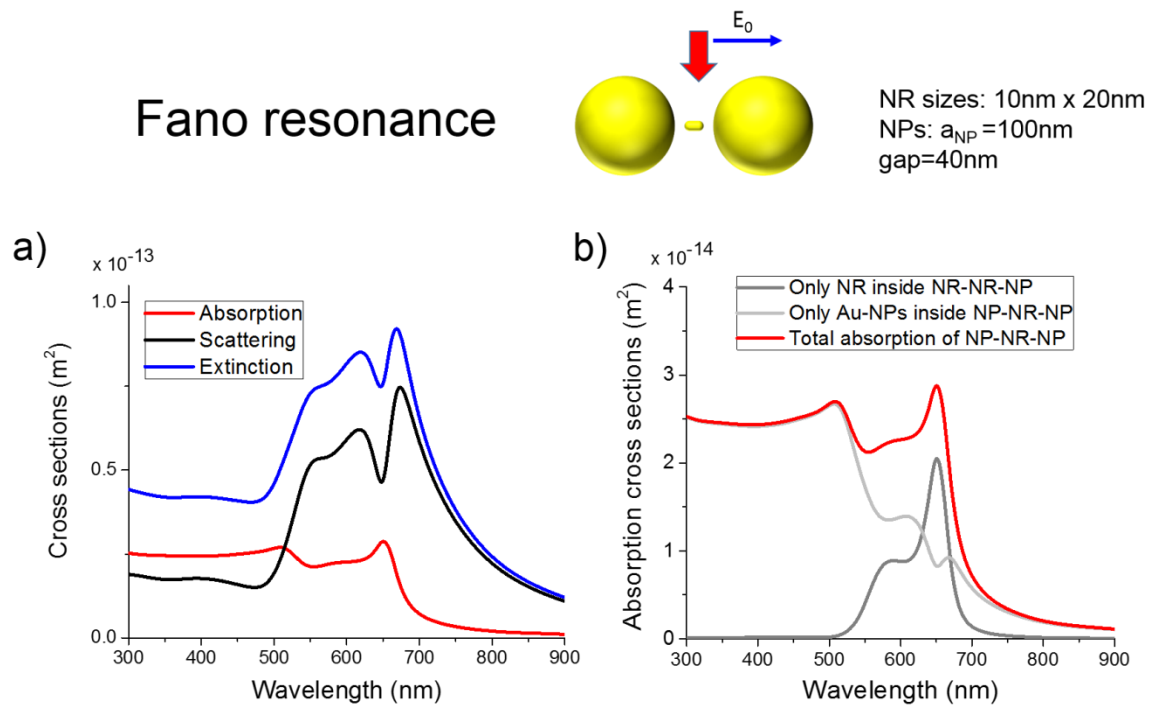 Fano resonance
E₀
NR sizes: 10nm x 20nm
NPs: a_NP =100nm
gap=40nm
a)
x 10⁻¹³
1.0
0.5
0.0
Cross sections (m²)
Absorption
Scattering
Extinction
300 400 500 600 700 800 900
Wavelength (nm)
b)
x 10⁻¹⁴
4
3
2
1
0
Absorption cross sections (m²)
Only NR inside NR-NR-NP
Only Au-NPs inside NP-NR-NP
Total absorption of NP-NR-NP
300 400 500 600 700 800 900
Wavelength (nm)